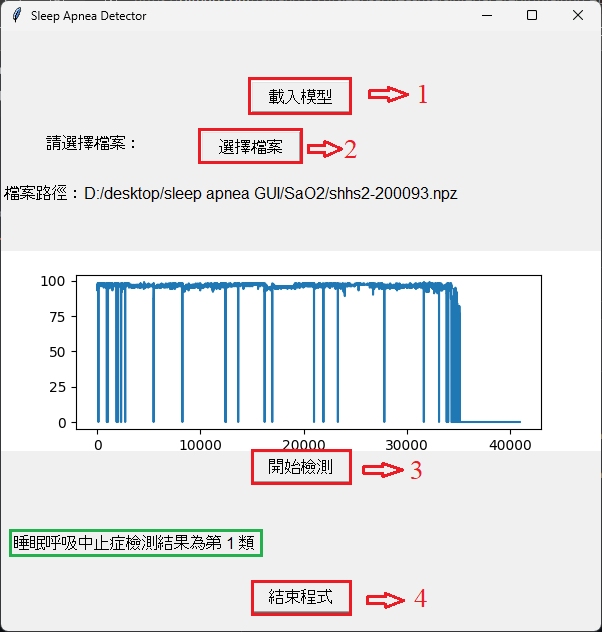 Sleep Apnea Detector
載入模型 1
請選擇檔案： 選擇檔案 2
檔案路徑：D:/desktop/sleep apnea GUI/SaO2/shhs2-200093.npz
100
75
50
25
0
0 10000 20000 30000 40000
開始檢測 3
睡眠呼吸中止症檢測結果為第 1 類
結束程式 4